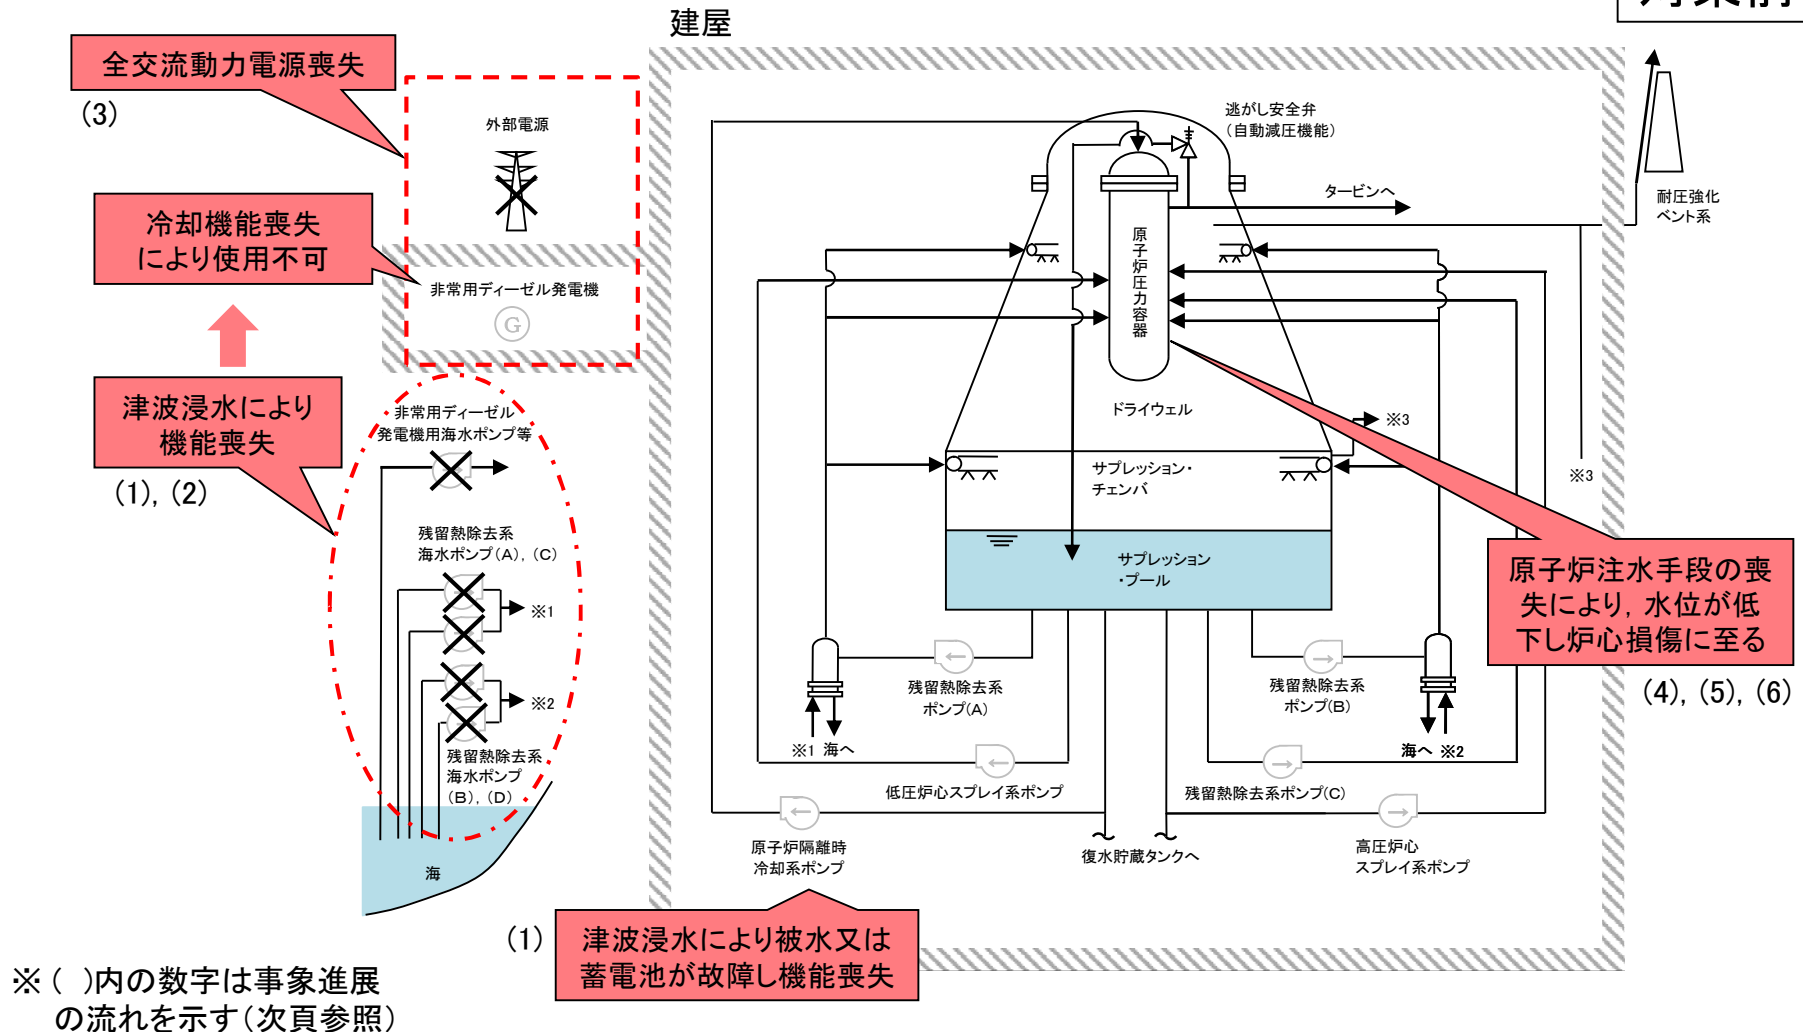 建屋
全交流動力電源喪失
(3)
外部電源
冷却機能喪失
により使用不可
非常用ディーゼル発電機
G
津波浸水により
機能喪失
(1), (2)
非常用ディーゼル
発電機用海水ポンプ等
残留熱除去系
海水ポンプ(A), (C)
※1
※2
残留熱除去系
海水ポンプ
(B), (D)
海
逃がし安全弁
(自動減圧機能)
タービンへ
耐圧強化
ベント系
原子炉圧力容器
ドライウェル
※3
※3
サプレッション・
チェンバ
サプレッション
・プール
原子炉注水手段の喪
失により, 水位が低
下し炉心損傷に至る
(4), (5), (6)
残留熱除去系
ポンプ(A)
残留熱除去系
ポンプ(B)
※1 海へ
海へ ※2
低圧炉心スプレイ系ポンプ
残留熱除去系ポンプ(C)
原子炉隔離時
冷却系ポンプ
復水貯蔵タンクへ
高圧炉心
スプレイ系ポンプ
(1)
津波浸水により被水又は
蓄電池が故障し機能喪失
※ ( )内の数字は事象進展
の流れを示す(次頁参照)